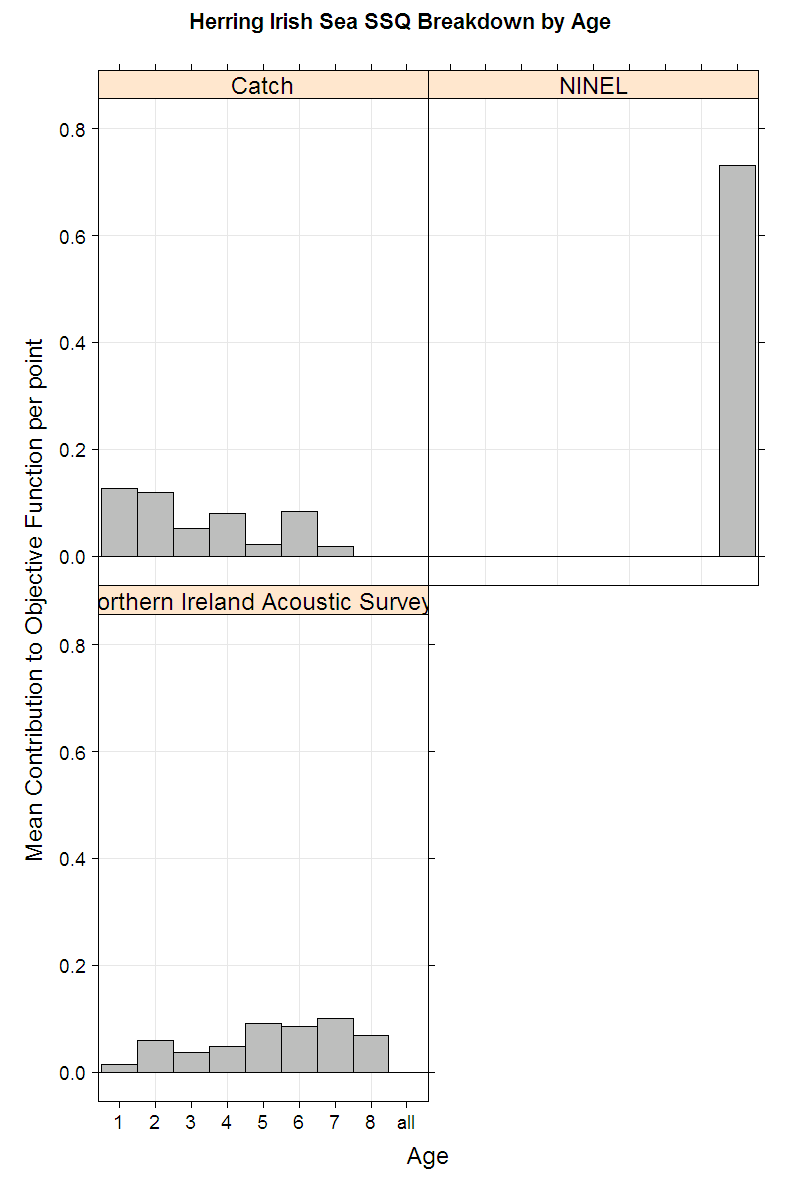 Herring Irish Sea SSQ Breakdown by Age
Catch
NINEL
0.8
0.6
0.4
0.2
0.0
orthern Ireland Acoustic Survey
0.8
0.6
0.4
0.2
0.0
Mean Contribution to Objective Function per point
1 2 3 4 5 6 7 8 all
Age